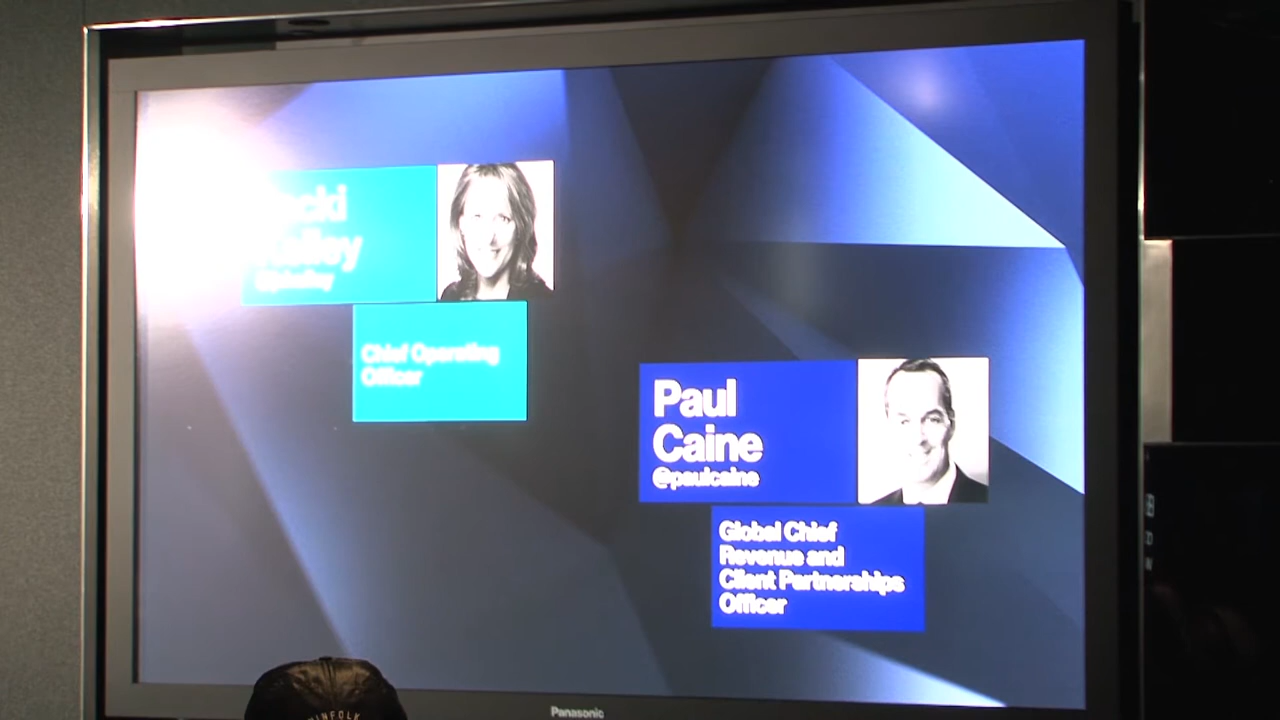 Chief Operating
Officer
Paul
Caine
@paulcaine
Global Chief
Revenue and
Client Partnerships
Officer
Panasonic